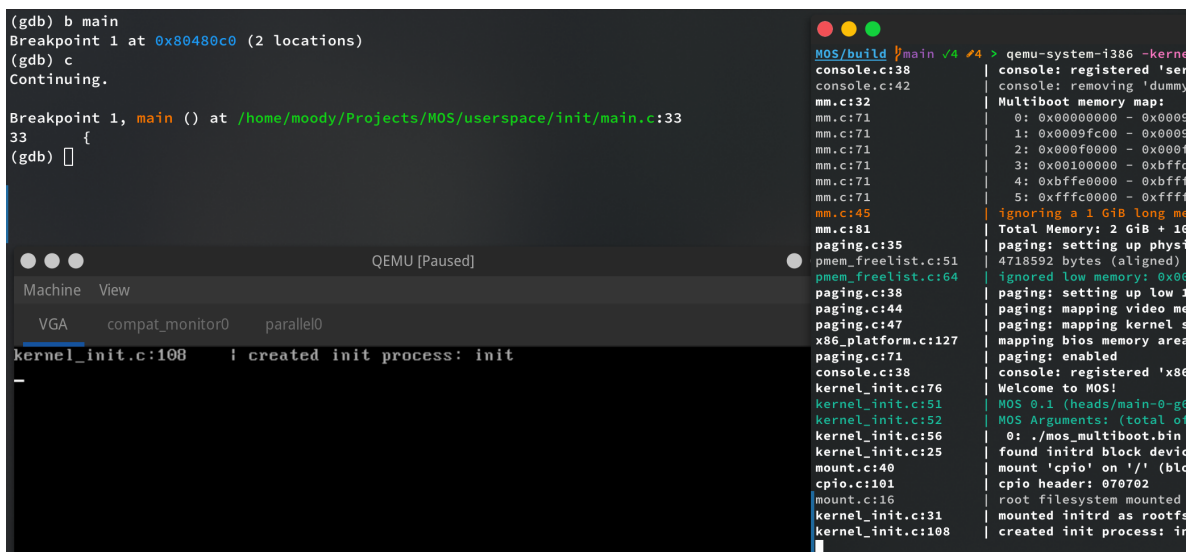 (gdb) b main
Breakpoint 1 at 0x80480c0 (2 locations)
(gdb) c
Continuing.
Breakpoint 1, main () at /home/moody/Projects/MOS/userspace/init/main.c:33
33 {
(gdb)
QEMU [Paused]
Machine View
VGA compat_monitor0 parallel0
kernel_init.c:108 | created init process: init
MOS/build main √4 4 > qemu-system-i386 -kerne
console.c:38 | console: registered 'ser
console.c:42 | console: removing 'dummy
mm.c:32 | Multiboot memory map:
mm.c:71 | 0: 0x00000000 - 0x0009
mm.c:71 | 1: 0x0009fc00 - 0x0009
mm.c:71 | 2: 0x000f0000 - 0x000f
mm.c:71 | 3: 0x00100000 - 0xbffd
mm.c:71 | 4: 0xbffe0000 - 0xbfff
mm.c:71 | 5: 0xfffc0000 - 0xffff
mm.c:45 | ignoring a 1 GiB long me
mm.c:81 | Total Memory: 2 GiB + 10
paging.c:35 | paging: setting up physi
pmem_freelist.c:51 | 4718592 bytes (aligned)
pmem_freelist.c:64 | ignored low memory: 0x00
paging.c:38 | paging: setting up low 1
paging.c:44 | paging: mapping video me
paging.c:47 | paging: mapping kernel s
x86_platform.c:127 | mapping bios memory area
paging.c:71 | paging: enabled
console.c:38 | console: registered 'x86
kernel_init.c:76 | Welcome to MOS!
kernel_init.c:51 | MOS 0.1 (heads/main-0-g0
kernel_init.c:52 | MOS Arguments: (total of
kernel_init.c:56 | 0: ./mos_multiboot.bin
kernel_init.c:25 | found initrd block devic
mount.c:40 | mount 'cpio' on '/' (blo
cpio.c:101 | cpio header: 070702
mount.c:16 | root filesystem mounted
kernel_init.c:31 | mounted initrd as rootfs
kernel_init.c:108 | created init process: in